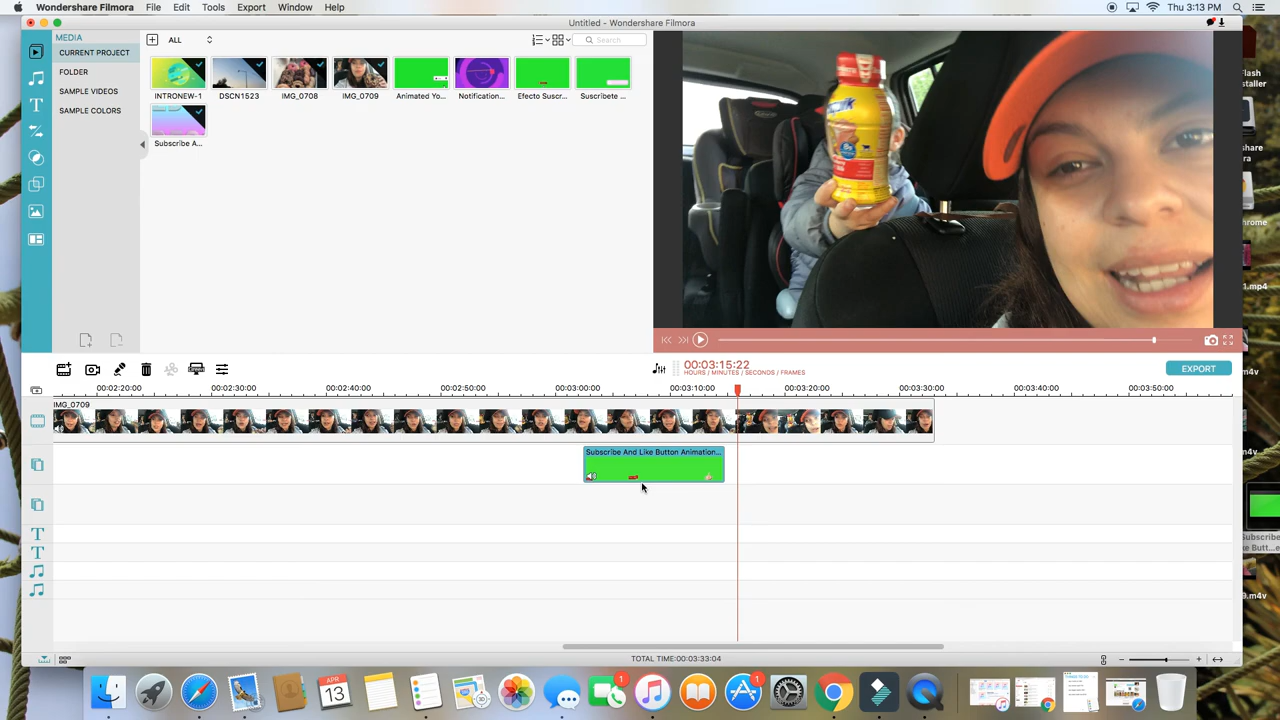 Wondershare Filmora File Edit Tools Export Window Help Thu 3:13 PM
Untitled - Wondershare Filmora
MEDIA
CURRENT PROJECT
FOLDER
SAMPLE VIDEOS
SAMPLE COLORS
ALL
Search
INTRONEW-1 DSCN1523 IMG_0708 IMG_0709 Animated Yo... Notification... Efecto Suscr... Suscribete ...
Subscribe A...
00:03:15:22
HOURS / MINUTES / SECONDS / FRAMES
EXPORT
00:02:20:00 00:02:30:00 00:02:40:00 00:02:50:00 00:03:00:00 00:03:10:00 00:03:20:00 00:03:30:00 00:03:40:00 00:03:50:00
IMG_0709
Subscribe And Like Button Animation...
TOTAL TIME:00:03:33:04
APR
13
1
1